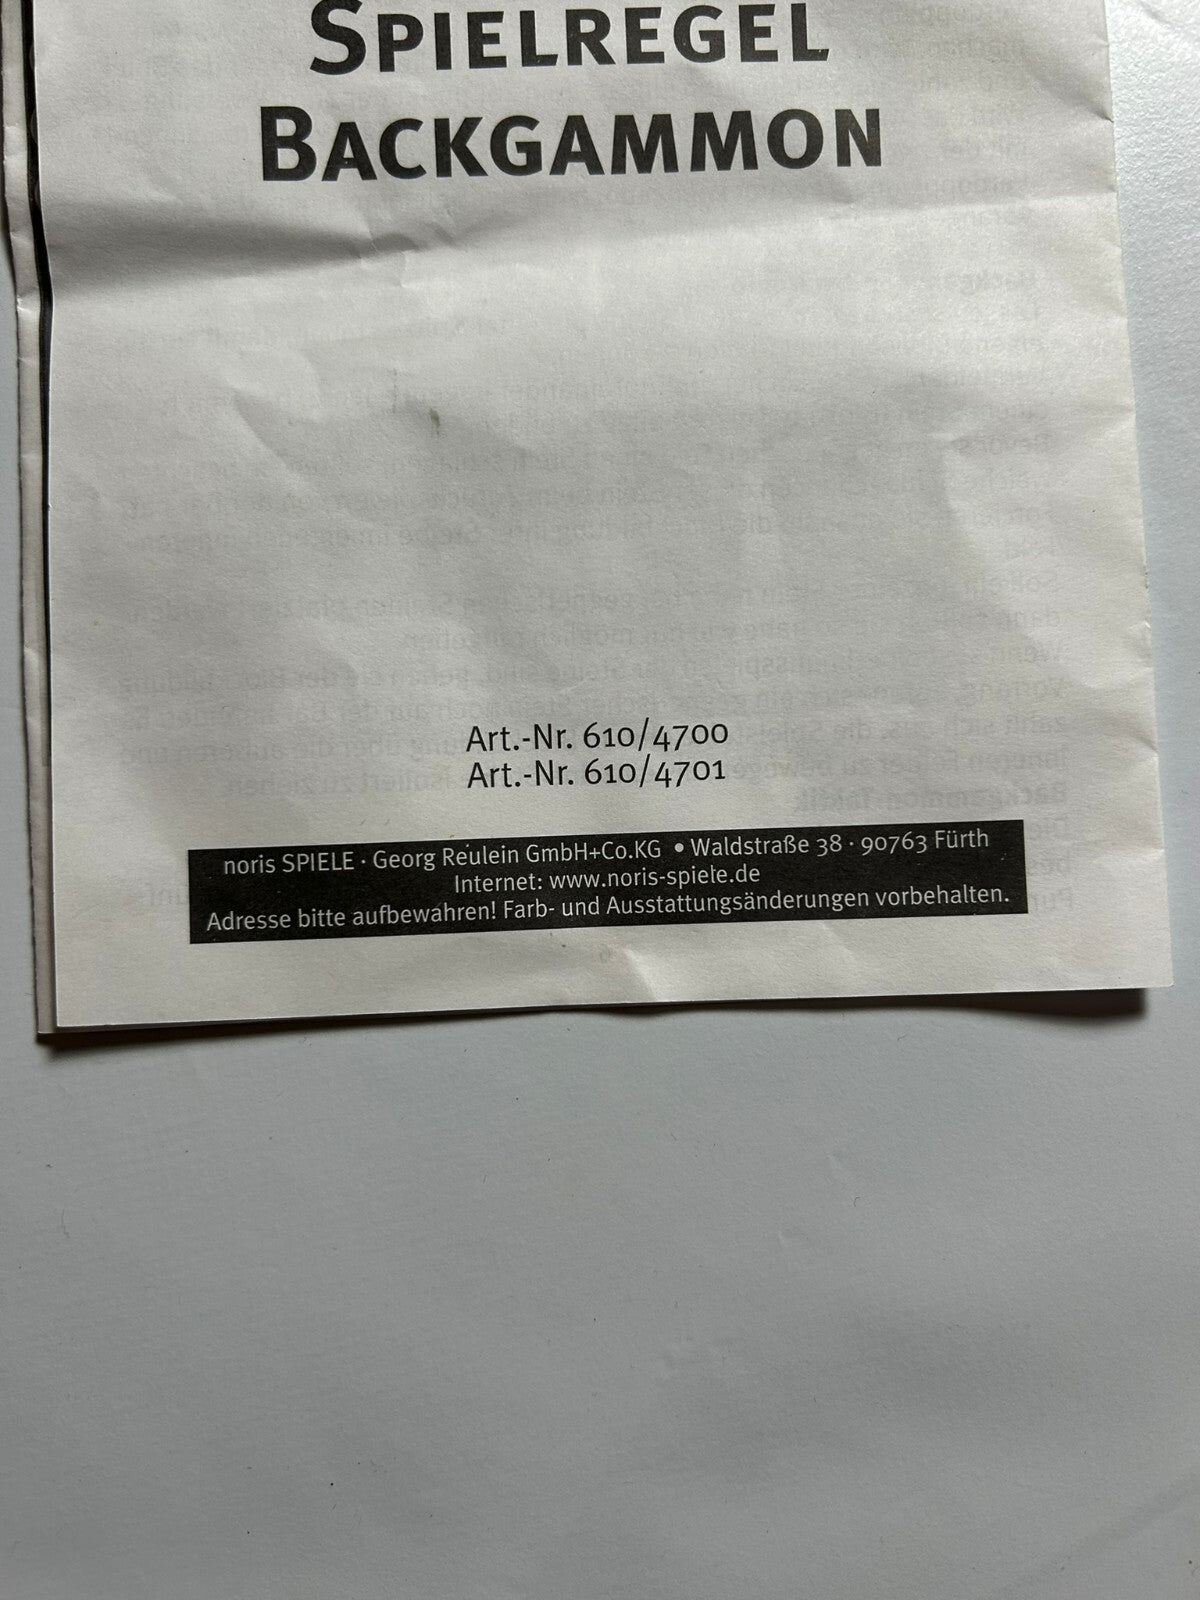 SPIELREGEL
BACKGAMMON
Art.-Nr. 610/4700
Art.-Nr. 610/4701
noris SPIELE · Georg Reulein GmbH+Co.KG • Waldstraße 38 · 90763 Fürth
Internet: www.noris-spiele.de
Adresse bitte aufbewahren! Farb- und Ausstattungsänderungen vorbehalten.